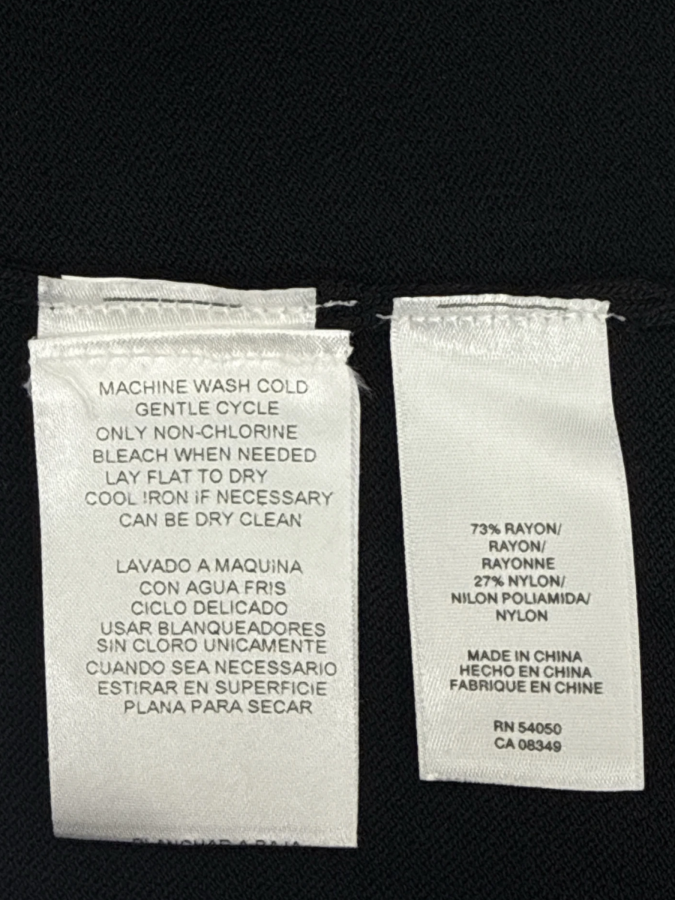 MACHINE WASH COLD
GENTLE CYCLE
ONLY NON-CHLORINE
BLEACH WHEN NEEDED
LAY FLAT TO DRY
COOL IRON IF NECESSARY
CAN BE DRY CLEAN
LAVADO A MAQUINA
CON AGUA FRIS
CICLO DELICADO
USAR BLANQUEADORES
SIN CLORO UNICAMENTE
CUANDO SEA NECESSARIO
ESTIRAR EN SUPERFICIE
PLANA PARA SECAR
PLANCHAR A BAJA
73% RAYON/
RAYON/
RAYONNE
27% NYLON/
NILON POLIAMIDA/
NYLON
MADE IN CHINA
HECHO EN CHINA
FABRIQUE EN CHINE
RN 54050
CA 08349